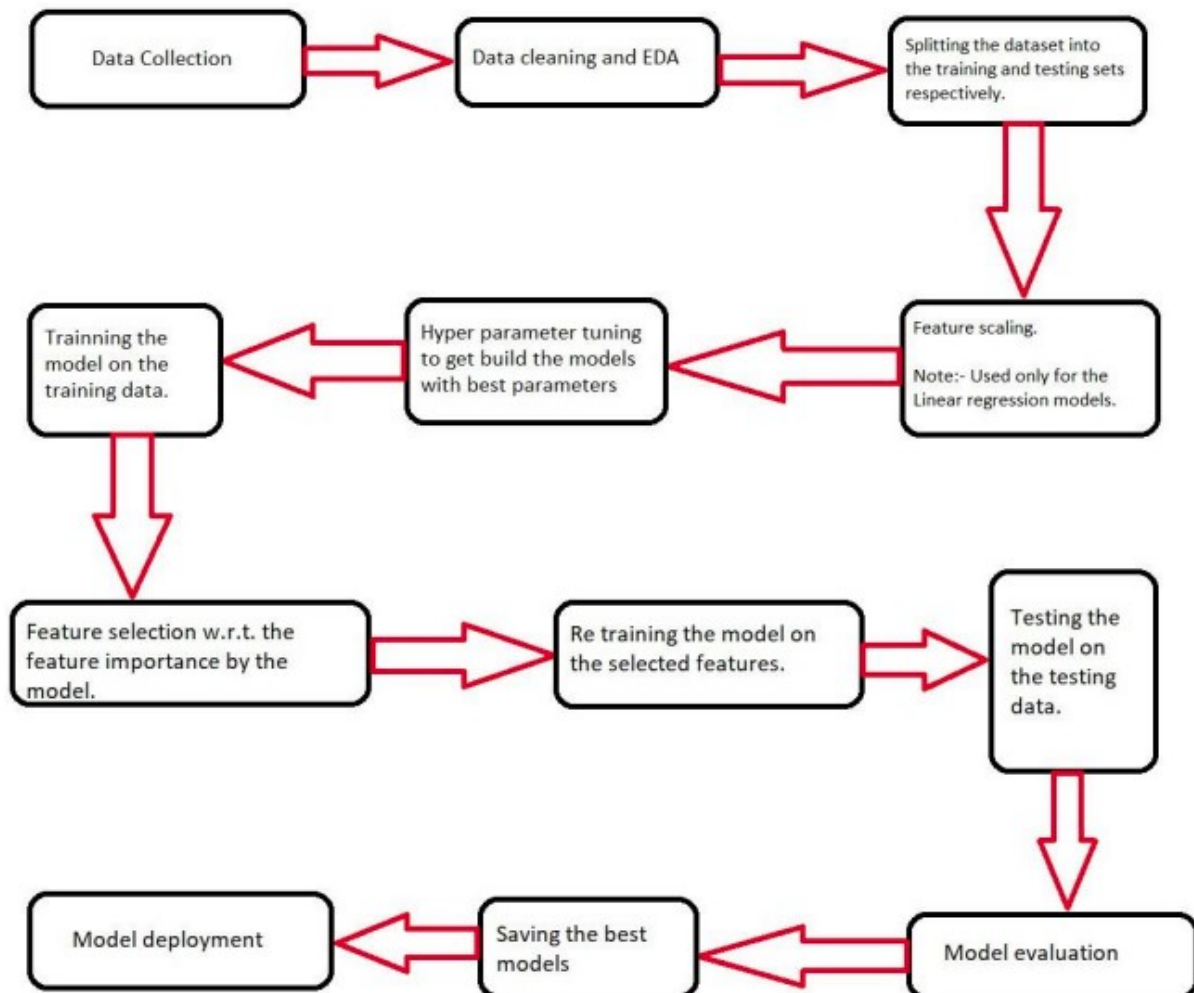 Data Collection
Data cleaning and EDA
Splitting the dataset into
the training and testing sets
respectively.
Feature scaling.
Note:- Used only for the
Linear regression models.
Hyper parameter tuning
to get build the models
with best parameters
Trainning the
model on the
training data.
Feature selection w.r.t. the
feature importance by the
model.
Re training the model on
the selected features.
Testing the
model on
the testing
data.
Model evaluation
Saving the best
models
Model deployment